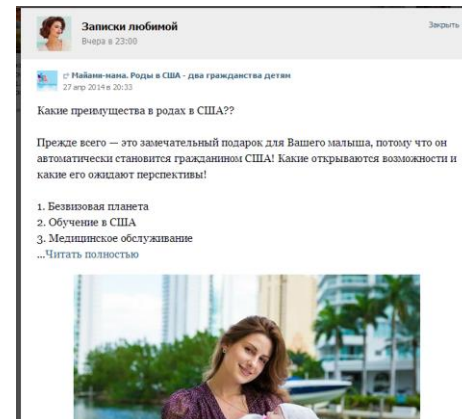 Записки любимой
Закрыть
Вчера в 23:00
Майами-мама. Роды в США - два гражданства детям
27 апр 2014 в 20:33
Какие преимущества в родах в США??
Прежде всего — это замечательный подарок для Вашего малыша, потому что он
автоматически становится гражданином США! Какие открываются возможности и
какие его ожидают перспективы!
1. Безвизовая планета
2. Обучение в США
3. Медицинское обслуживание
...Читать полностью